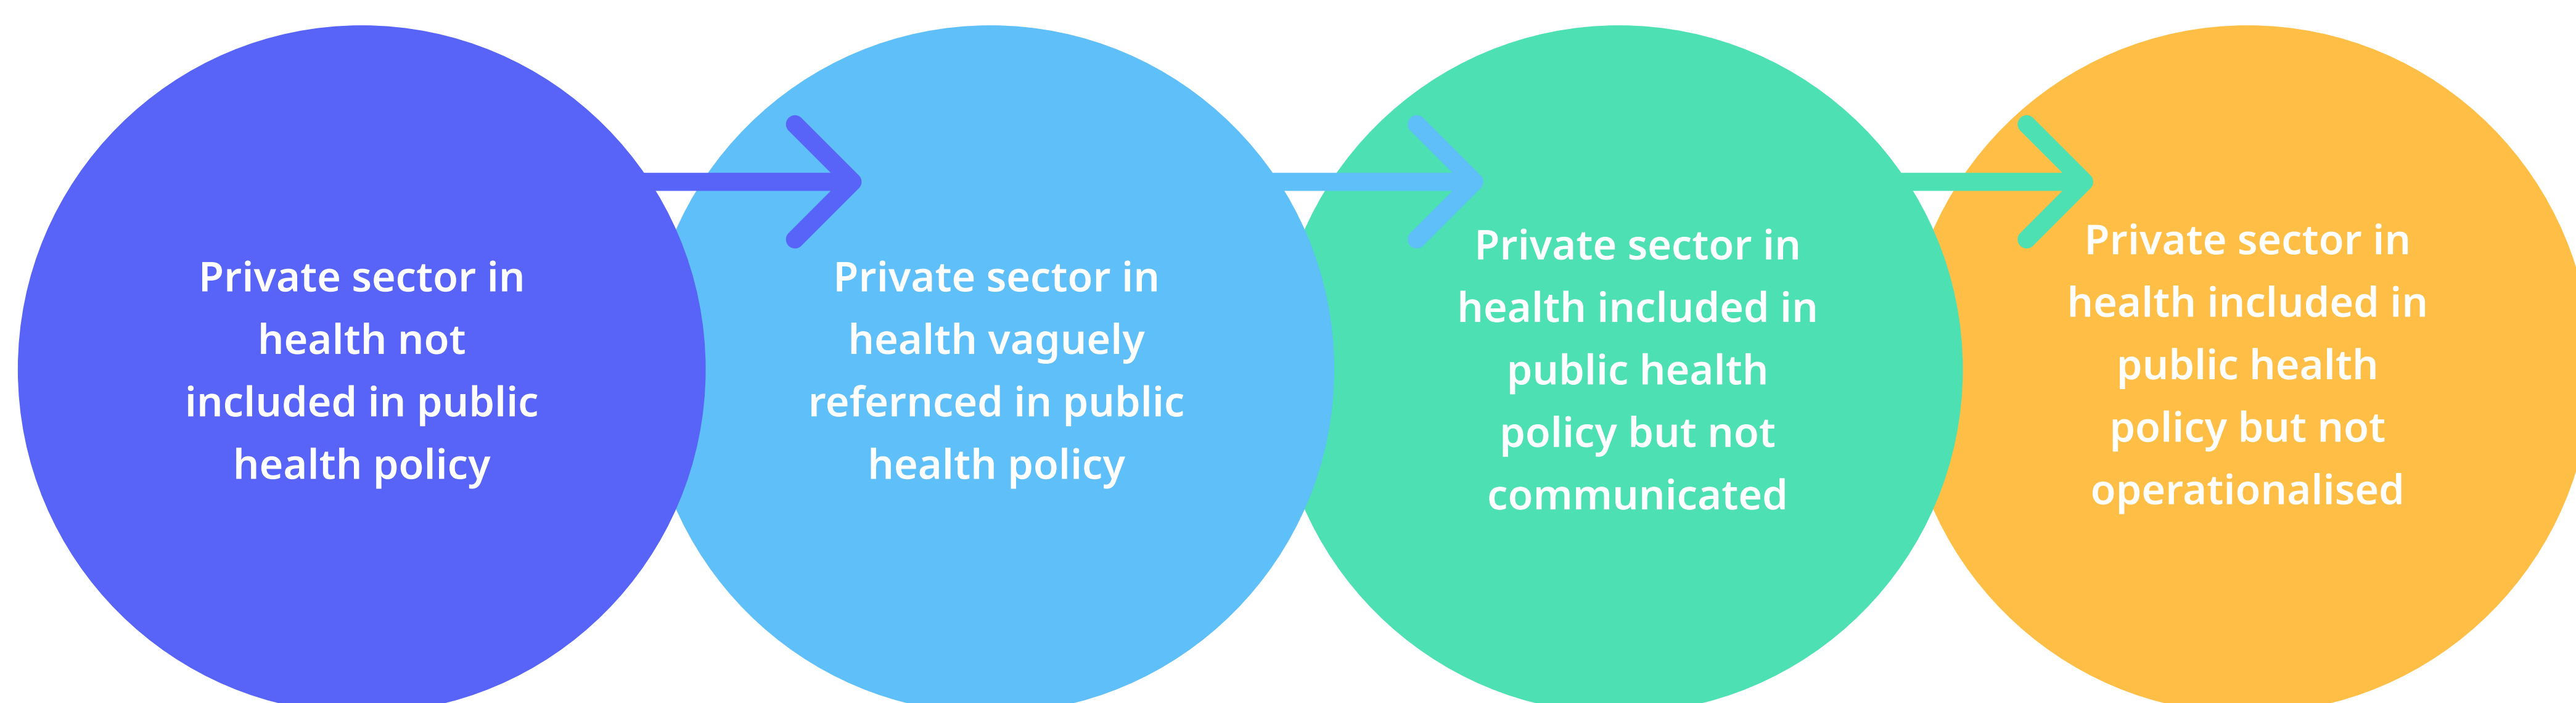 Private sector in
health not
included in public
health policy
Private sector in
health vaguely
refernced in public
health policy
Private sector in
health included in
public health
policy but not
communicated
Private sector in
health included in
public health
policy but not
operationalised